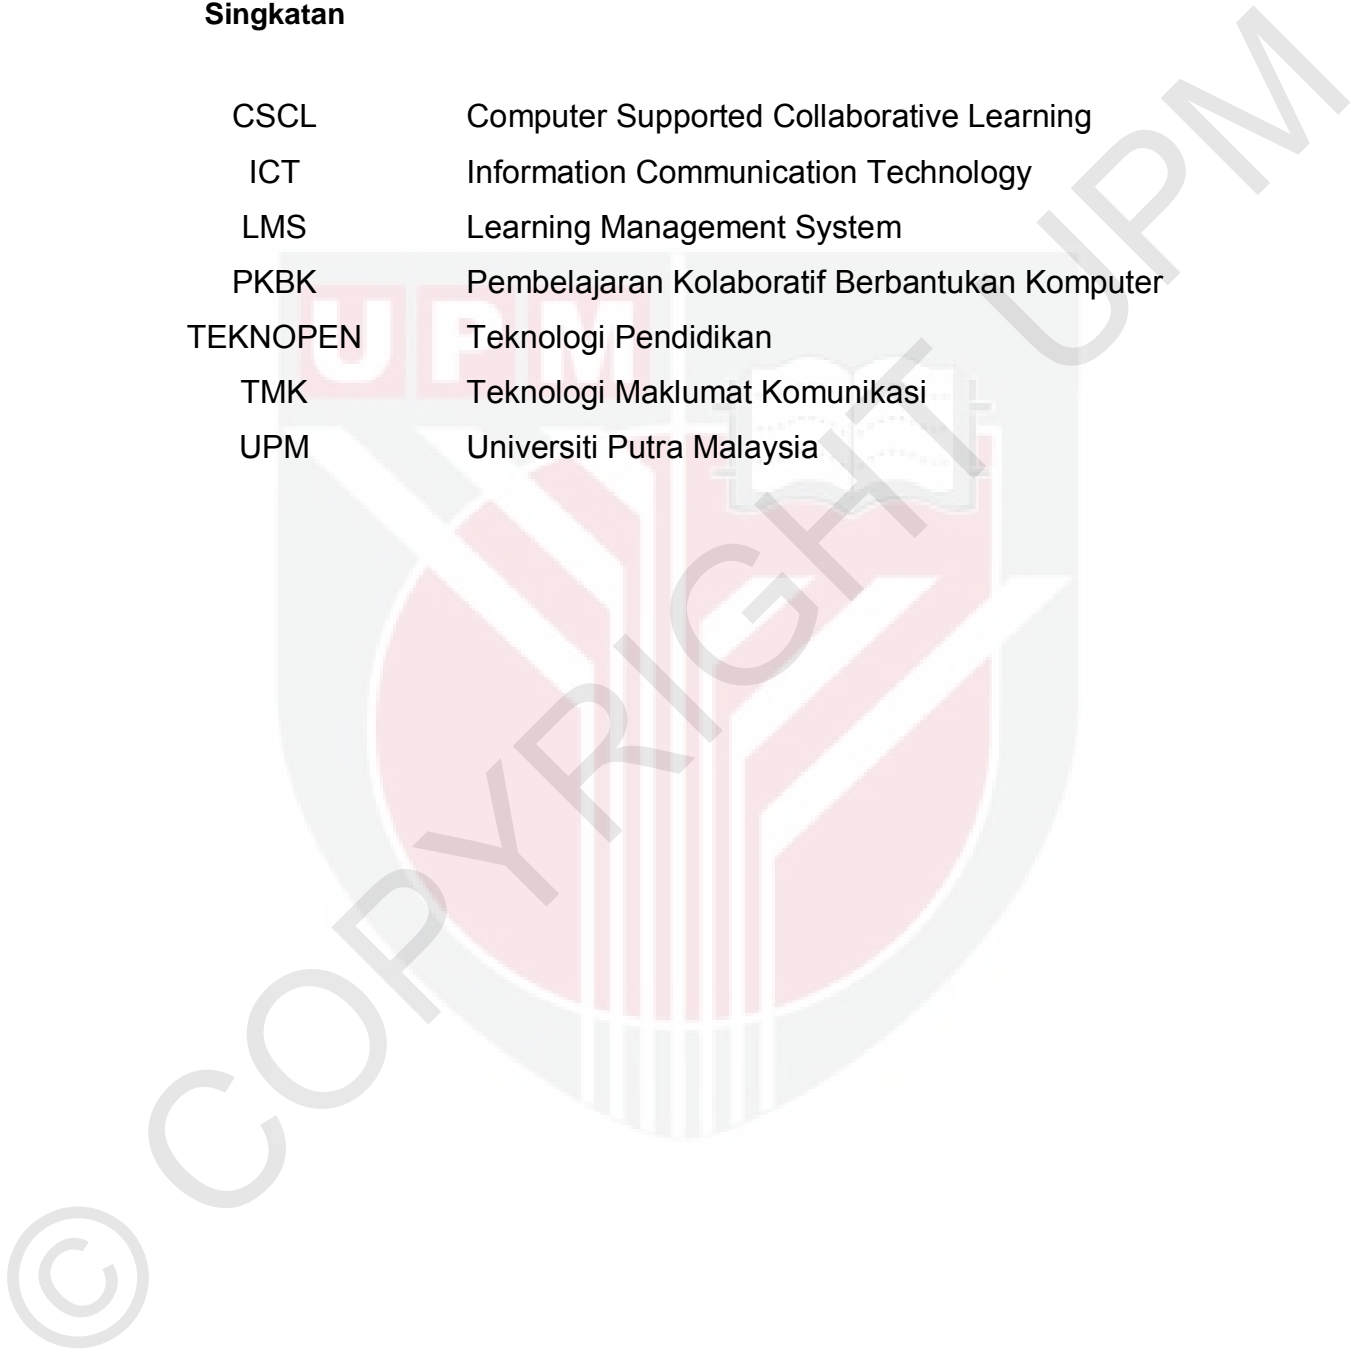 Singkatan
CSCL Computer Supported Collaborative Learning
ICT Information Communication Technology
LMS Learning Management System
PKBK Pembelajaran Kolaboratif Berbantukan Komputer
TEKNOPEN Teknologi Pendidikan
TMK Teknologi Maklumat Komunikasi
UPM Universiti Putra Malaysia
UPM
© COPYRIGHT UPM